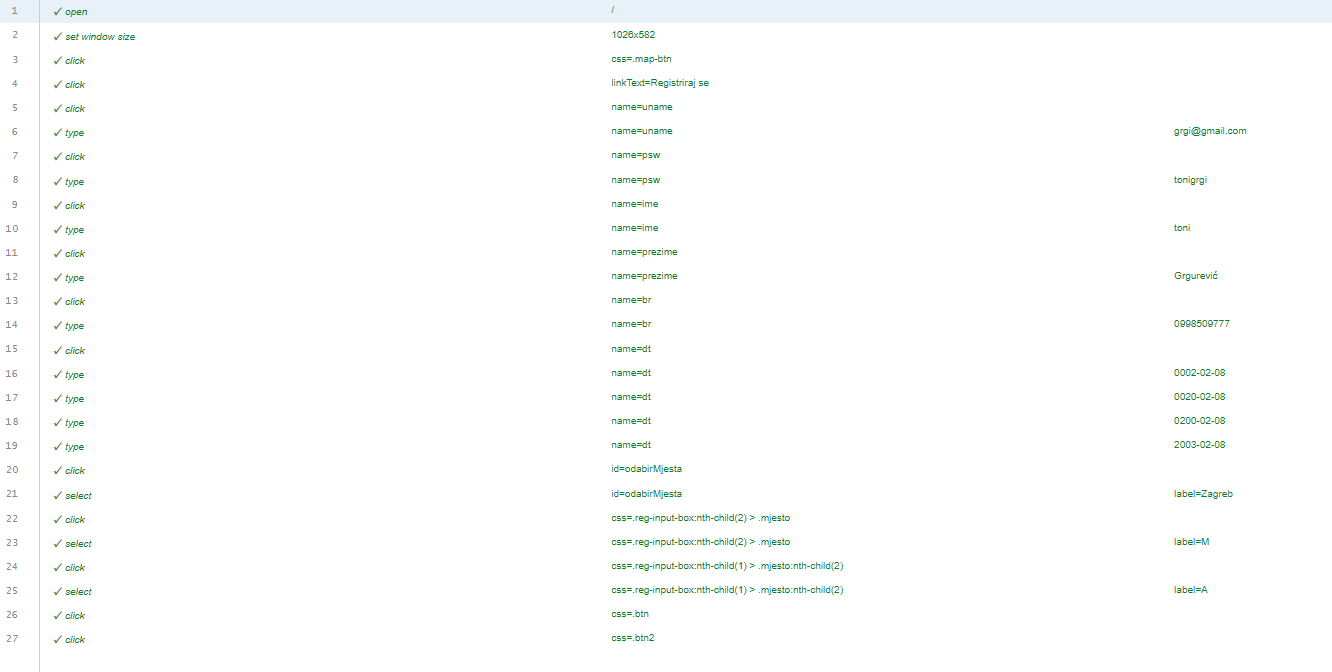 1 ✓ open /
2 ✓ set window size 1026x582
3 ✓ click css=.map-btn
4 ✓ click linkText=Registriraj se
5 ✓ click name=uname
6 ✓ type name=uname grgi@gmail.com
7 ✓ click name=psw
8 ✓ type name=psw tonigrgi
9 ✓ click name=ime
10 ✓ type name=ime toni
11 ✓ click name=prezime
12 ✓ type name=prezime Grgurević
13 ✓ click name=br
14 ✓ type name=br 0998509777
15 ✓ click name=dt
16 ✓ type name=dt 0002-02-08
17 ✓ type name=dt 0020-02-08
18 ✓ type name=dt 0200-02-08
19 ✓ type name=dt 2003-02-08
20 ✓ click id=odabirMjesta
21 ✓ select id=odabirMjesta label=Zagreb
22 ✓ click css=.reg-input-box:nth-child(2) > .mjesto
23 ✓ select css=.reg-input-box:nth-child(2) > .mjesto label=M
24 ✓ click css=.reg-input-box:nth-child(1) > .mjesto:nth-child(2)
25 ✓ select css=.reg-input-box:nth-child(1) > .mjesto:nth-child(2) label=A
26 ✓ click css=.btn
27 ✓ click css=.btn2